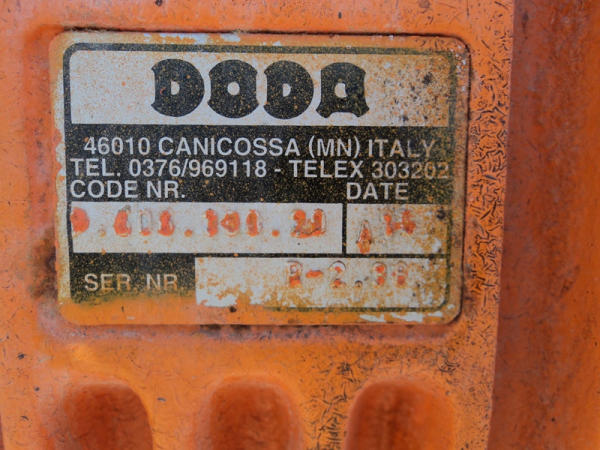 DODA
46010 CANICOSSA (MN) ITALY
TEL. 0376/969118 - TELEX 303202
CODE NR. DATE
SER. NR.